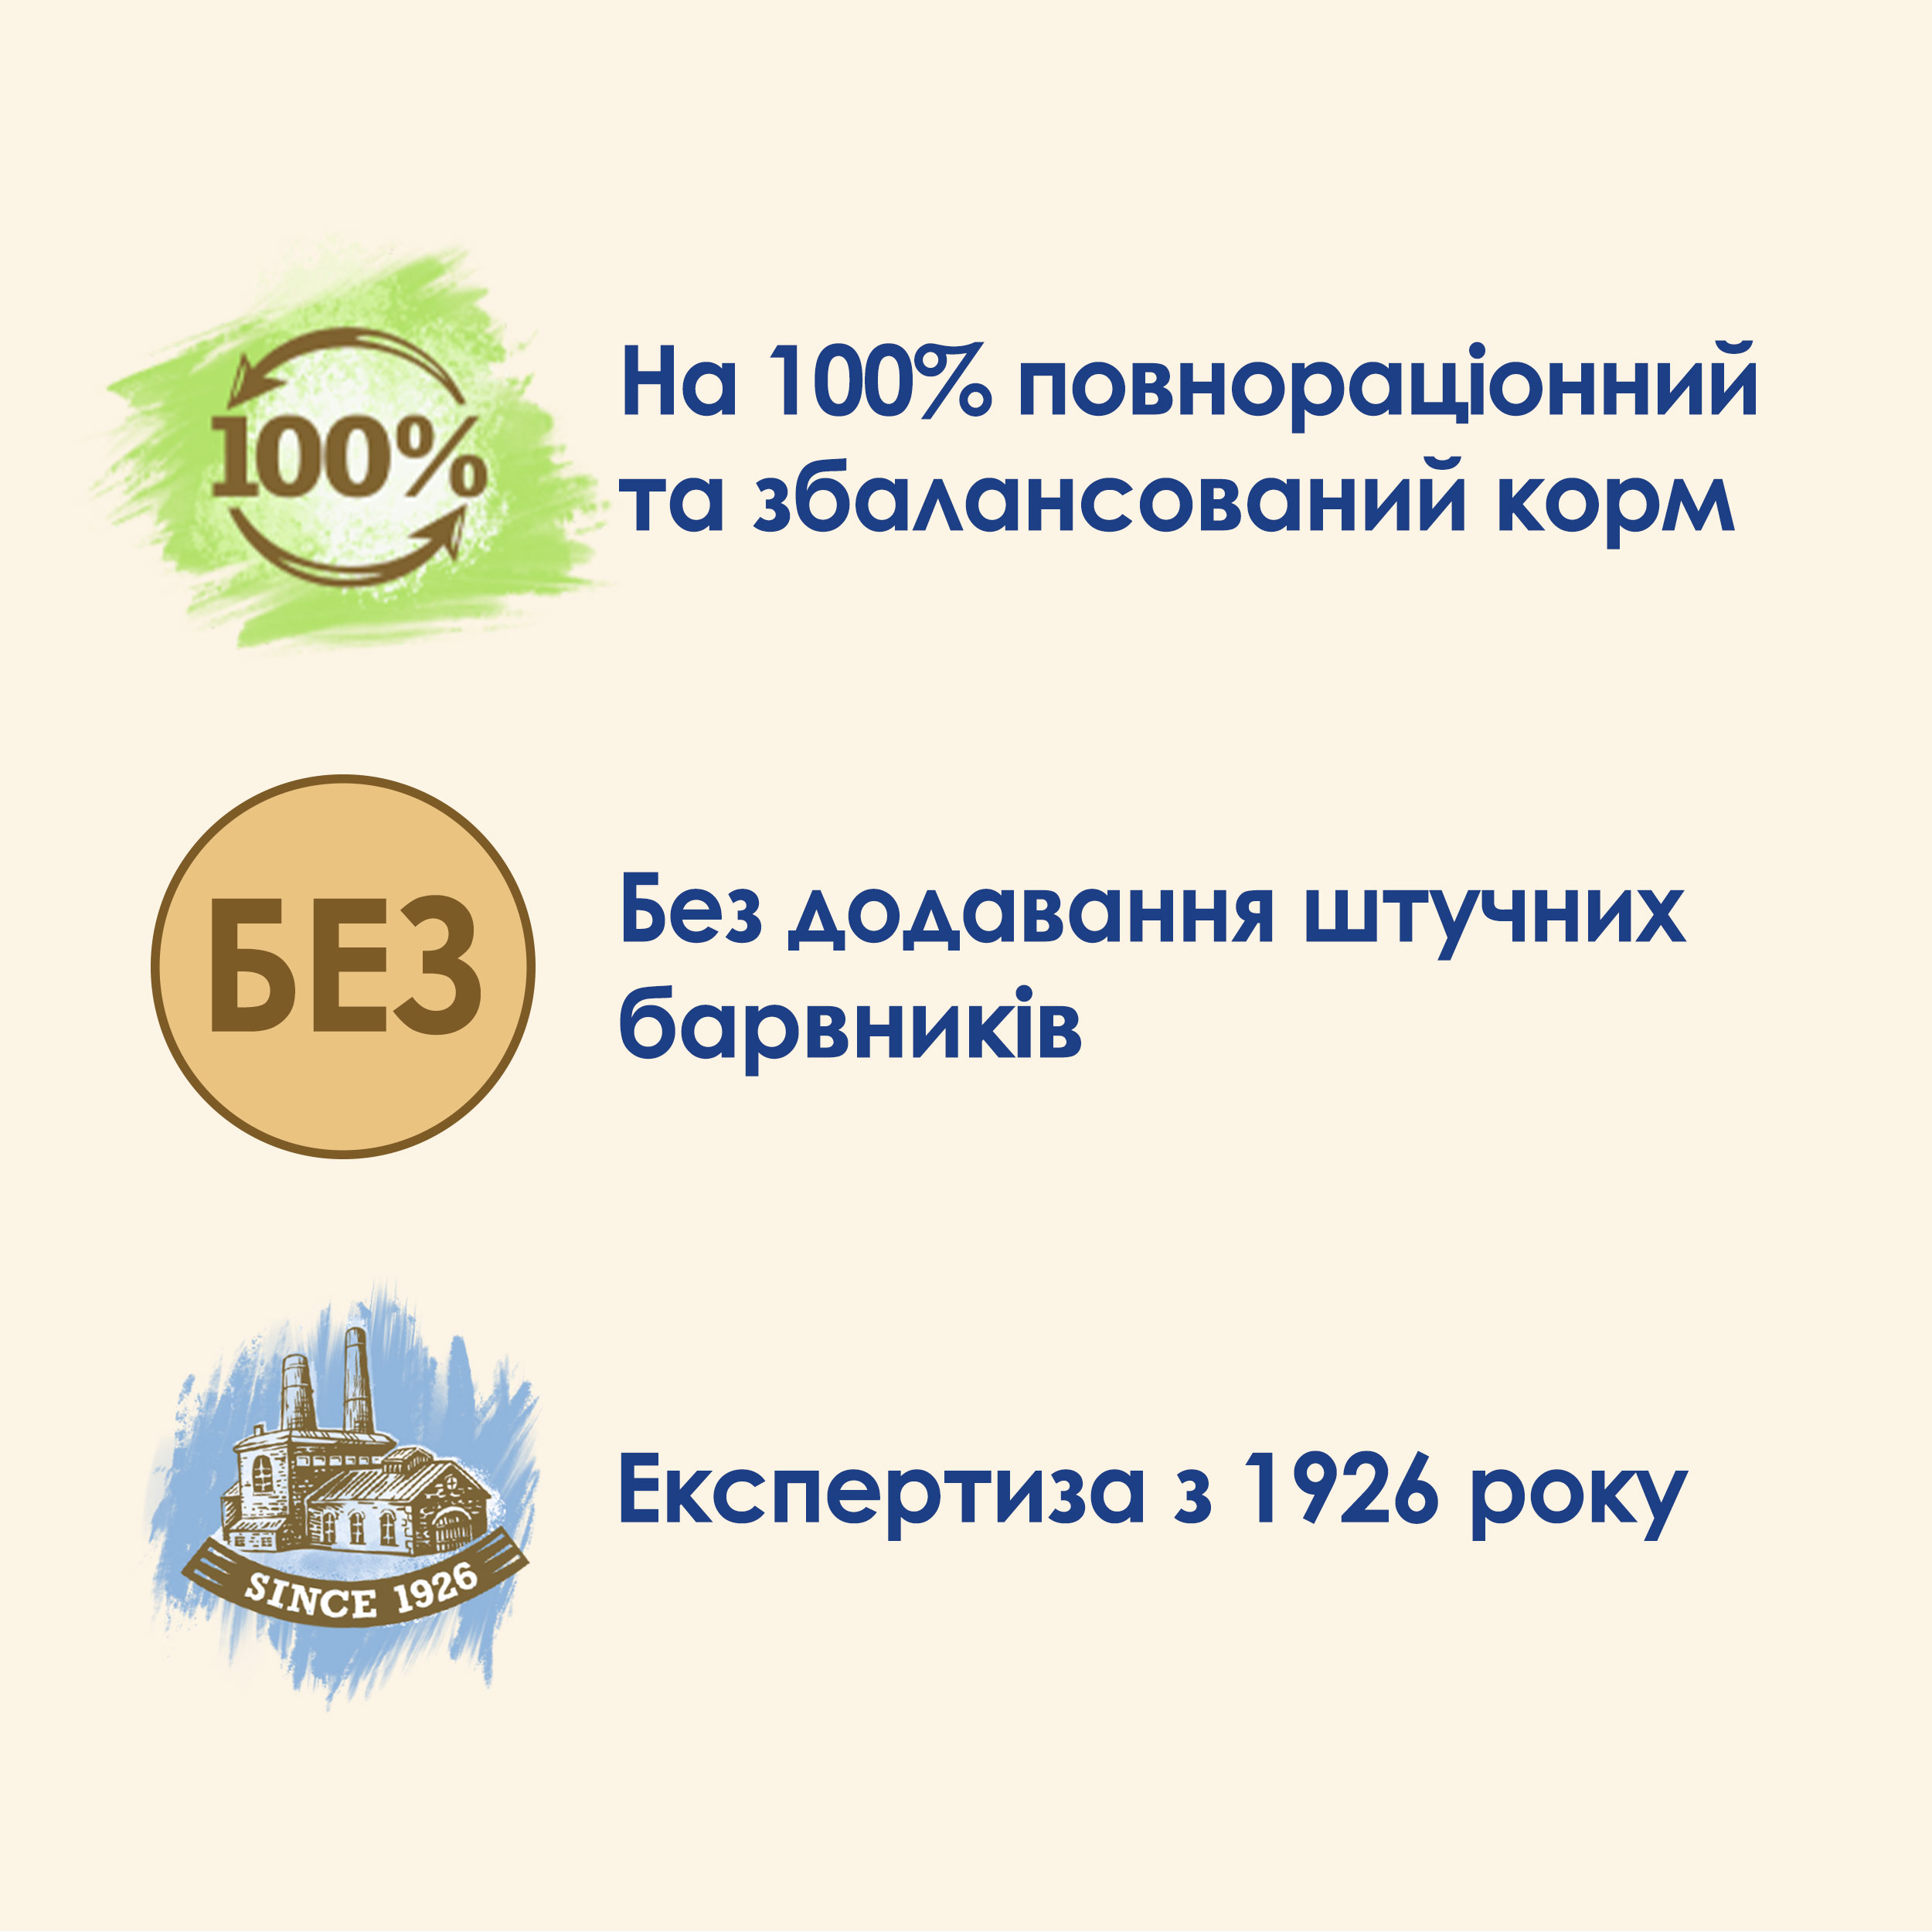 100%
На 100% повнораціонний
та збалансований корм
БЕЗ
Без додавання штучних
барвників
SINCE 1926
Експертиза з 1926 року